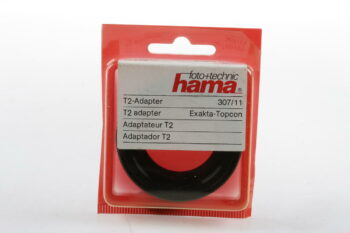 foto+technic
hama®
T2-Adapter 307/11
T2 adapter Exakta-Topcon
Adaptateur T2
Adaptador T2